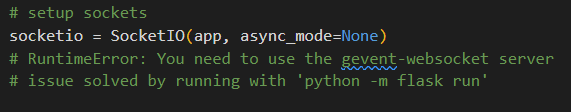 # setup sockets
socketio = SocketIO(app, async_mode=None)
# RuntimeError: You need to use the gevent-websocket server
# issue solved by running with 'python -m flask run'